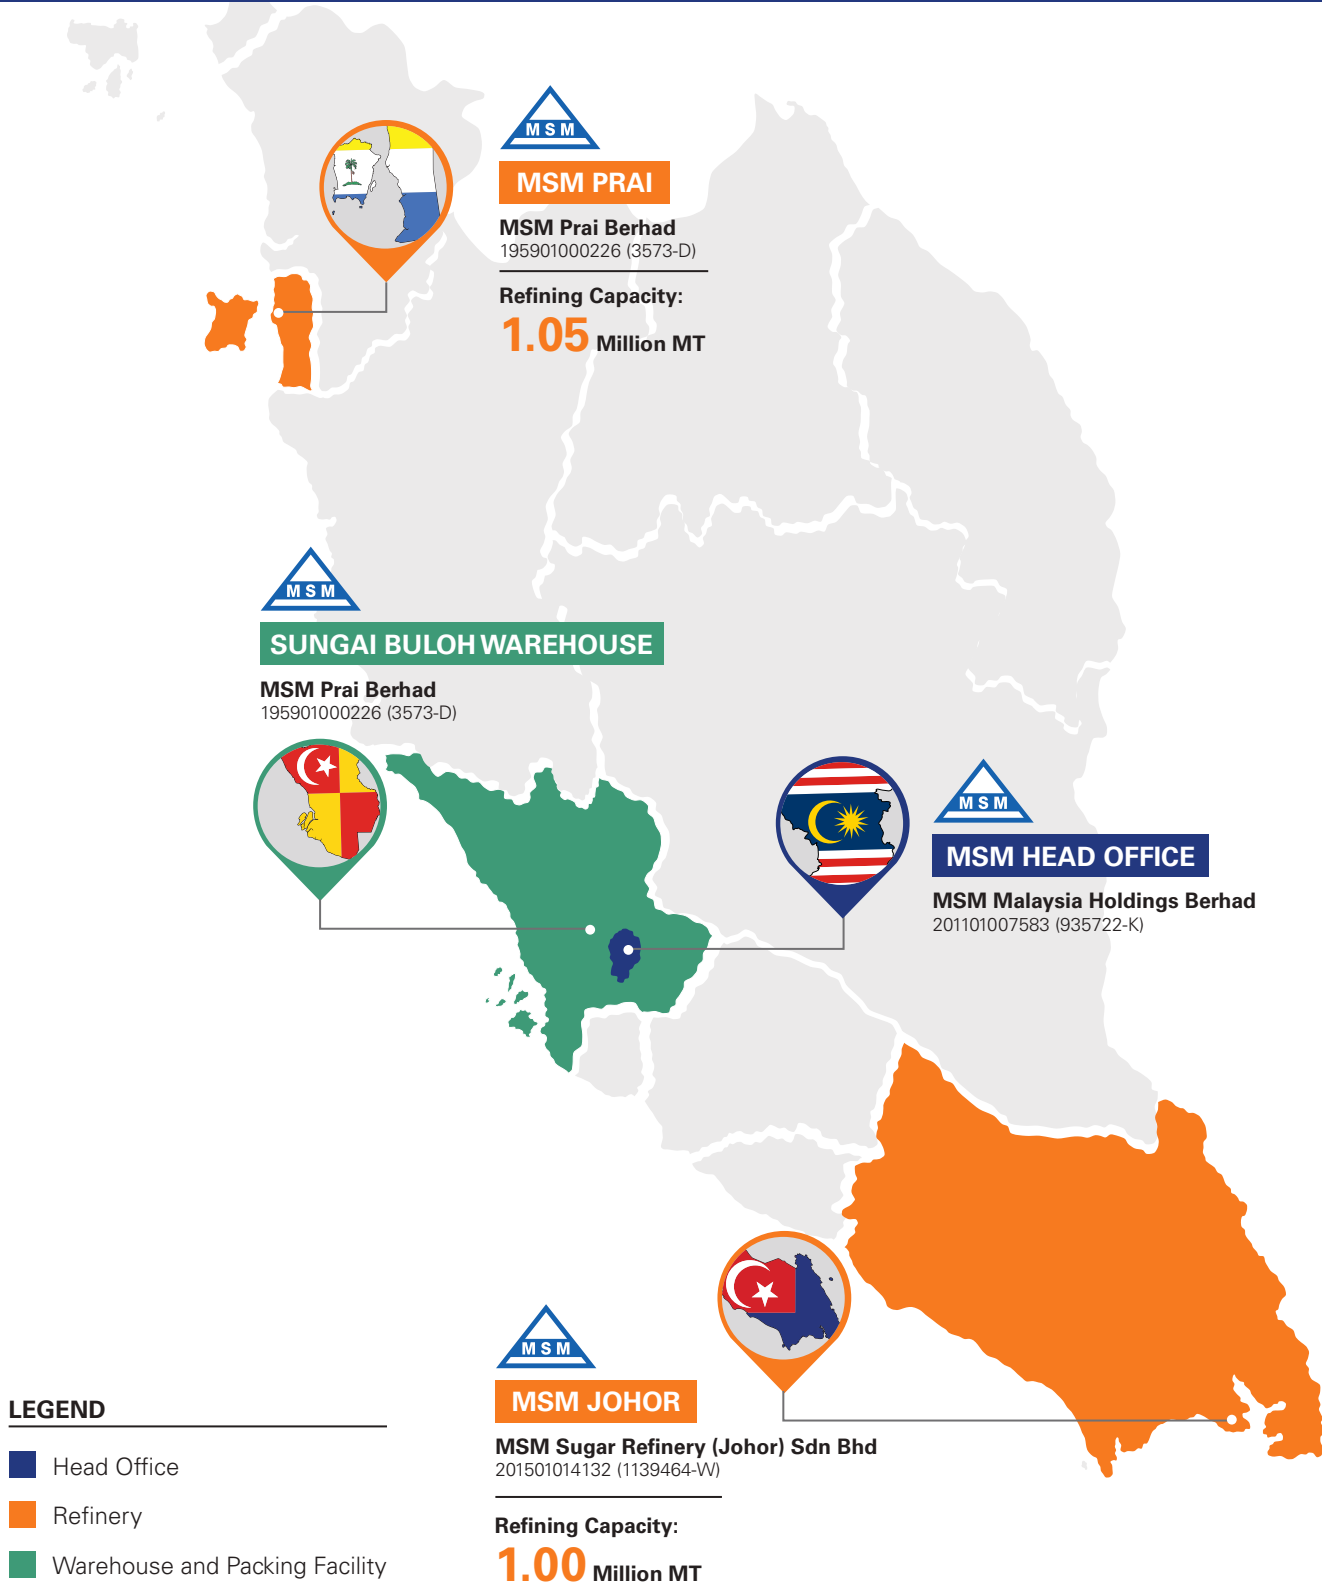 MSM
MSM PRAI
MSM Prai Berhad
195901000226 (3573-D)
Refining Capacity:
1.05 Million MT
MSM
SUNGAI BULOH WAREHOUSE
MSM Prai Berhad
195901000226 (3573-D)
MSM
MSM HEAD OFFICE
MSM Malaysia Holdings Berhad
201101007583 (935722-K)
MSM
MSM JOHOR
MSM Sugar Refinery (Johor) Sdn Bhd
201501014132 (1139464-W)
Refining Capacity:
1.00 Million MT
LEGEND
Head Office
Refinery
Warehouse and Packing Facility